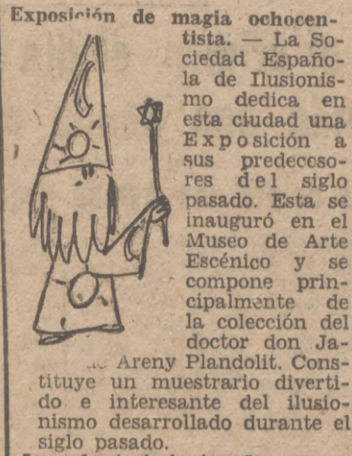 Exposición de magia ochocen-
tista. — La So-
ciedad Españo-
la de Ilusionis-
mo dedica en
esta ciudad una
Exposición a
sus predeceso-
res del siglo
pasado. Esta se
inauguró en el
Museo de Arte
Escénico y se
compone prin-
cipalmente de
la colección del
doctor don Ja-
Areny Plandolit. Cons-
tituye un muestrario diverti-
do e interesante del ilusio-
nismo desarrollado durante el
siglo pasado.